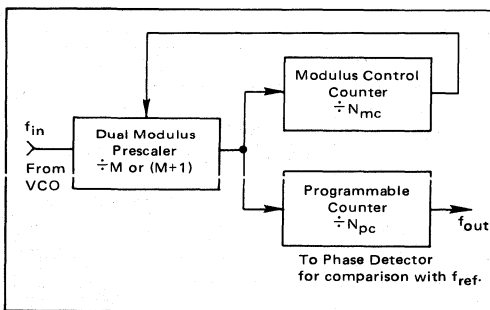 Modulus Control
Counter
÷Nmc
fin
From
VCO
Dual Modulus
Prescaler
÷M or (M+1)
Programmable
Counter
÷Npc
fout
To Phase Detector
for comparison with fref.